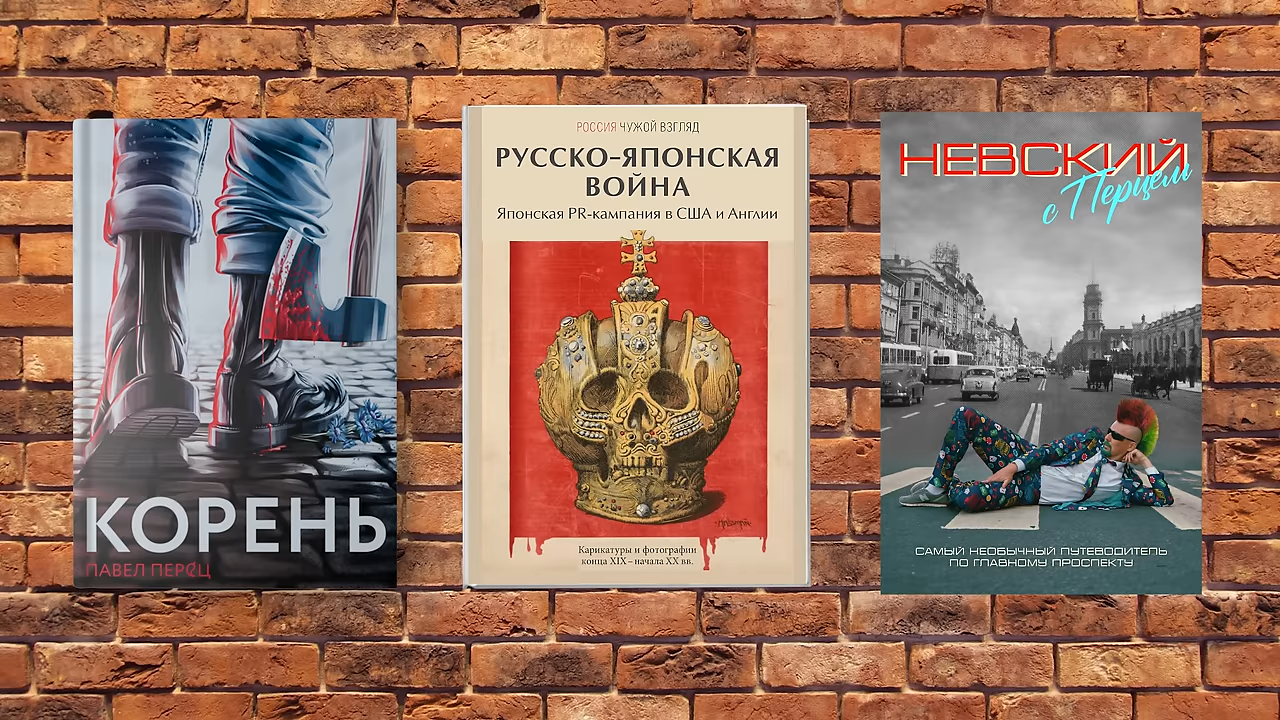 КОРЕНЬ
ПАВЕЛ ПЕРЕЦ
РОССИЯ ЧУЖОЙ ВЗГЛЯД
РУССКО-ЯПОНСКАЯ
ВОЙНА
Японская PR-кампания в США и Англии
Карикатуры и фотографии
конца XIX – начала XX вв.
НЕВСКИЙ
с Перцем
САМЫЙ НЕОБЫЧНЫЙ ПУТЕВОДИТЕЛЬ
ПО ГЛАВНОМУ ПРОСПЕКТУ